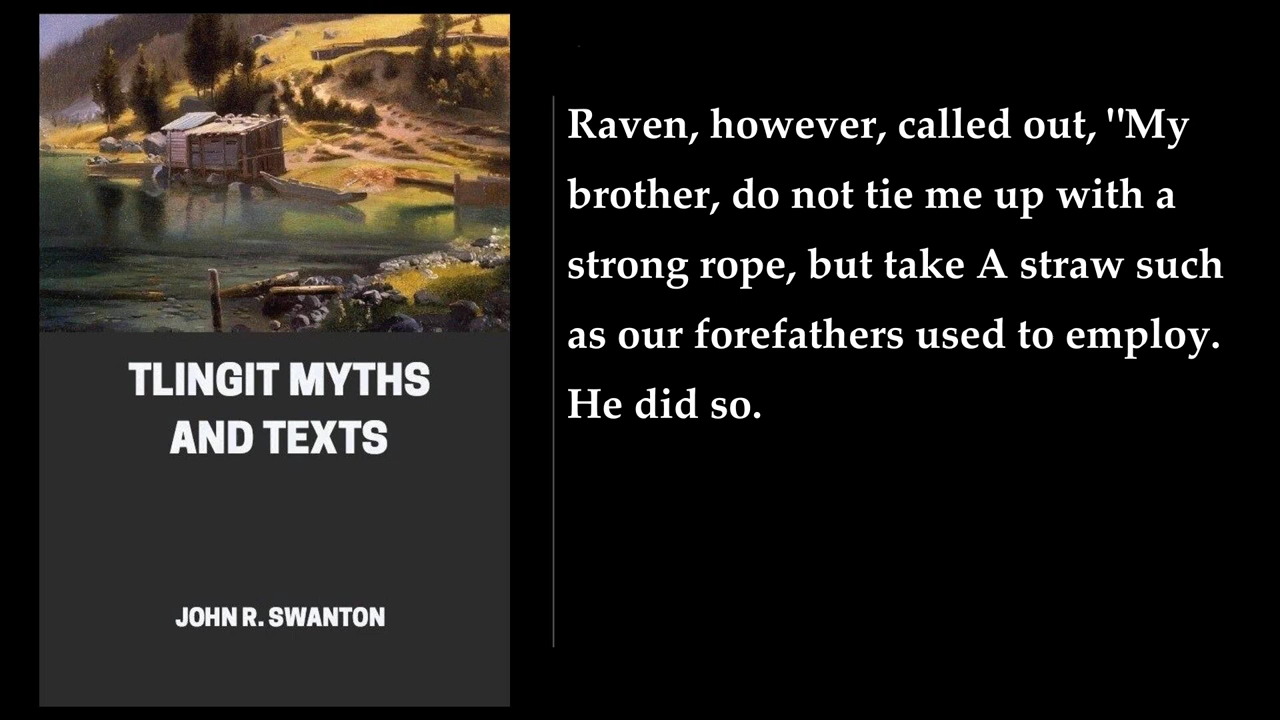 TLINGIT MYTHS
AND TEXTS
JOHN R. SWANTON
Raven, however, called out, "My
brother, do not tie me up with a
strong rope, but take A straw such
as our forefathers used to employ.
He did so.